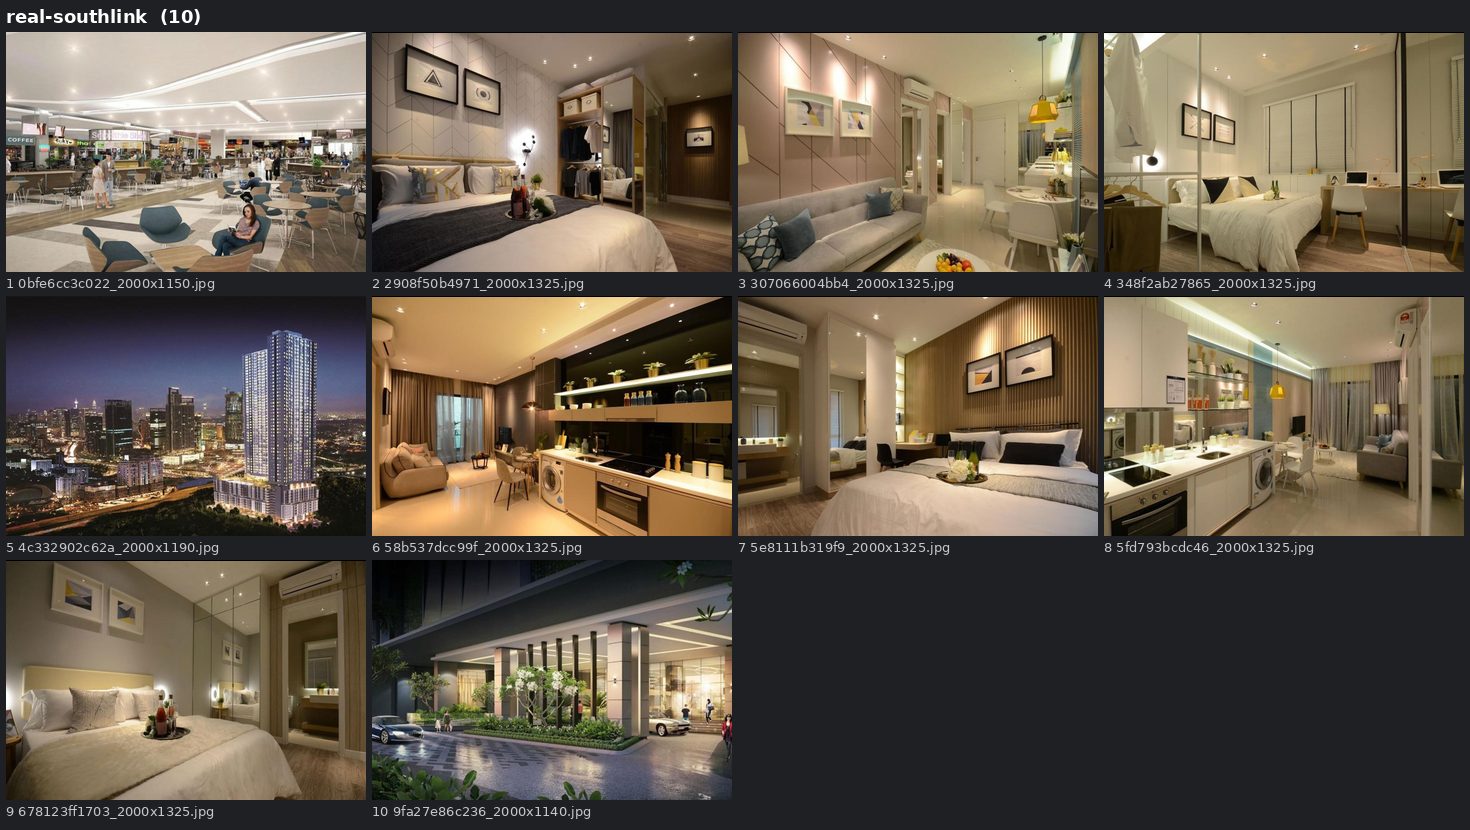 real-southlink (10)
COFFEE
1 0bfe6cc3c022_2000x1150.jpg
2 2908f50b4971_2000x1325.jpg
3 307066004bb4_2000x1325.jpg
4 348f2ab27865_2000x1325.jpg
5 4c332902c62a_2000x1190.jpg
6 58b537dcc99f_2000x1325.jpg
7 5e8111b319f9_2000x1325.jpg
8 5fd793bcdc46_2000x1325.jpg
9 678123ff1703_2000x1325.jpg
10 9fa27e86c236_2000x1140.jpg